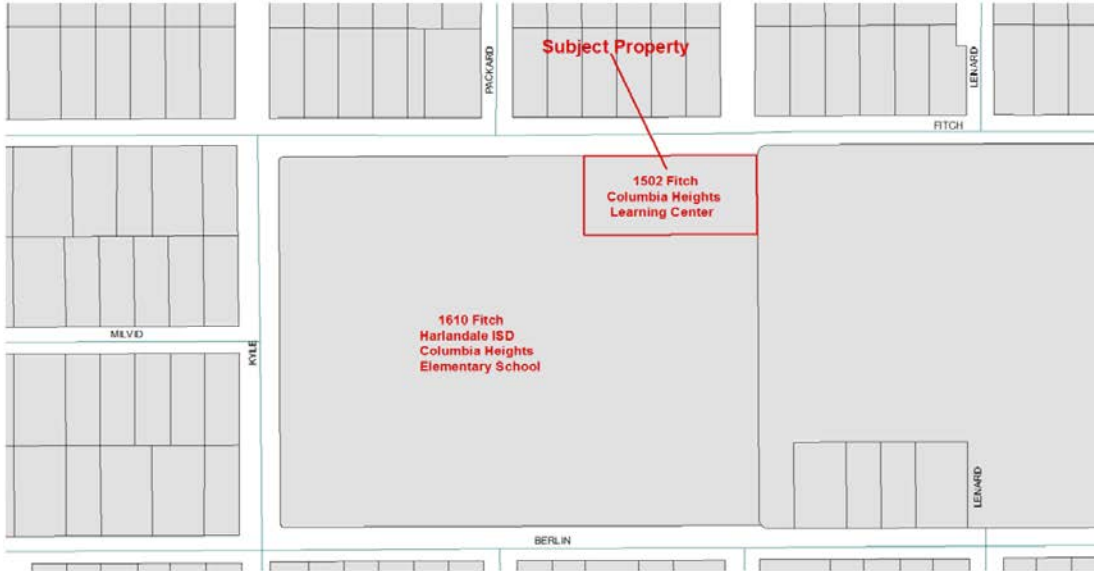 Subject Property
PACKARD
LENARD
FITCH
1502 Fitch
Columbia Heights
Learning Center
1610 Fitch
Harlandale ISD
Columbia Heights
Elementary School
MILVID
KYLE
LENARD
BERLIN